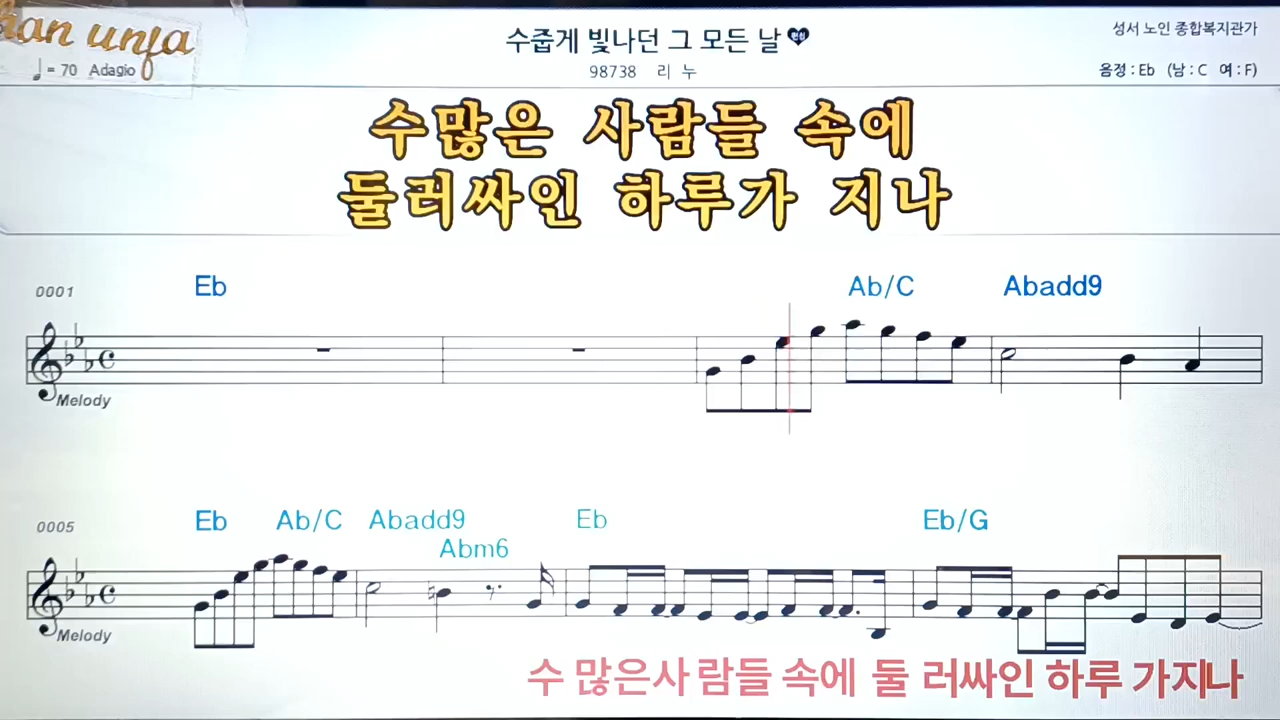 수줍게 빛나던 그 모든 날
성서 노인 종합복지관가
♩= 70 Adagio
98738 리 누
음정 : Eb (남 : C 여 : F)
수많은 사람들 속에
둘러싸인 하루가 지나
0001 Eb Ab/C Abadd9
Melody
0005 Eb Ab/C Abadd9 Eb Eb/G
Abm6
Melody
수 많은사 람들 속에 둘 러싸인 하루 가지나